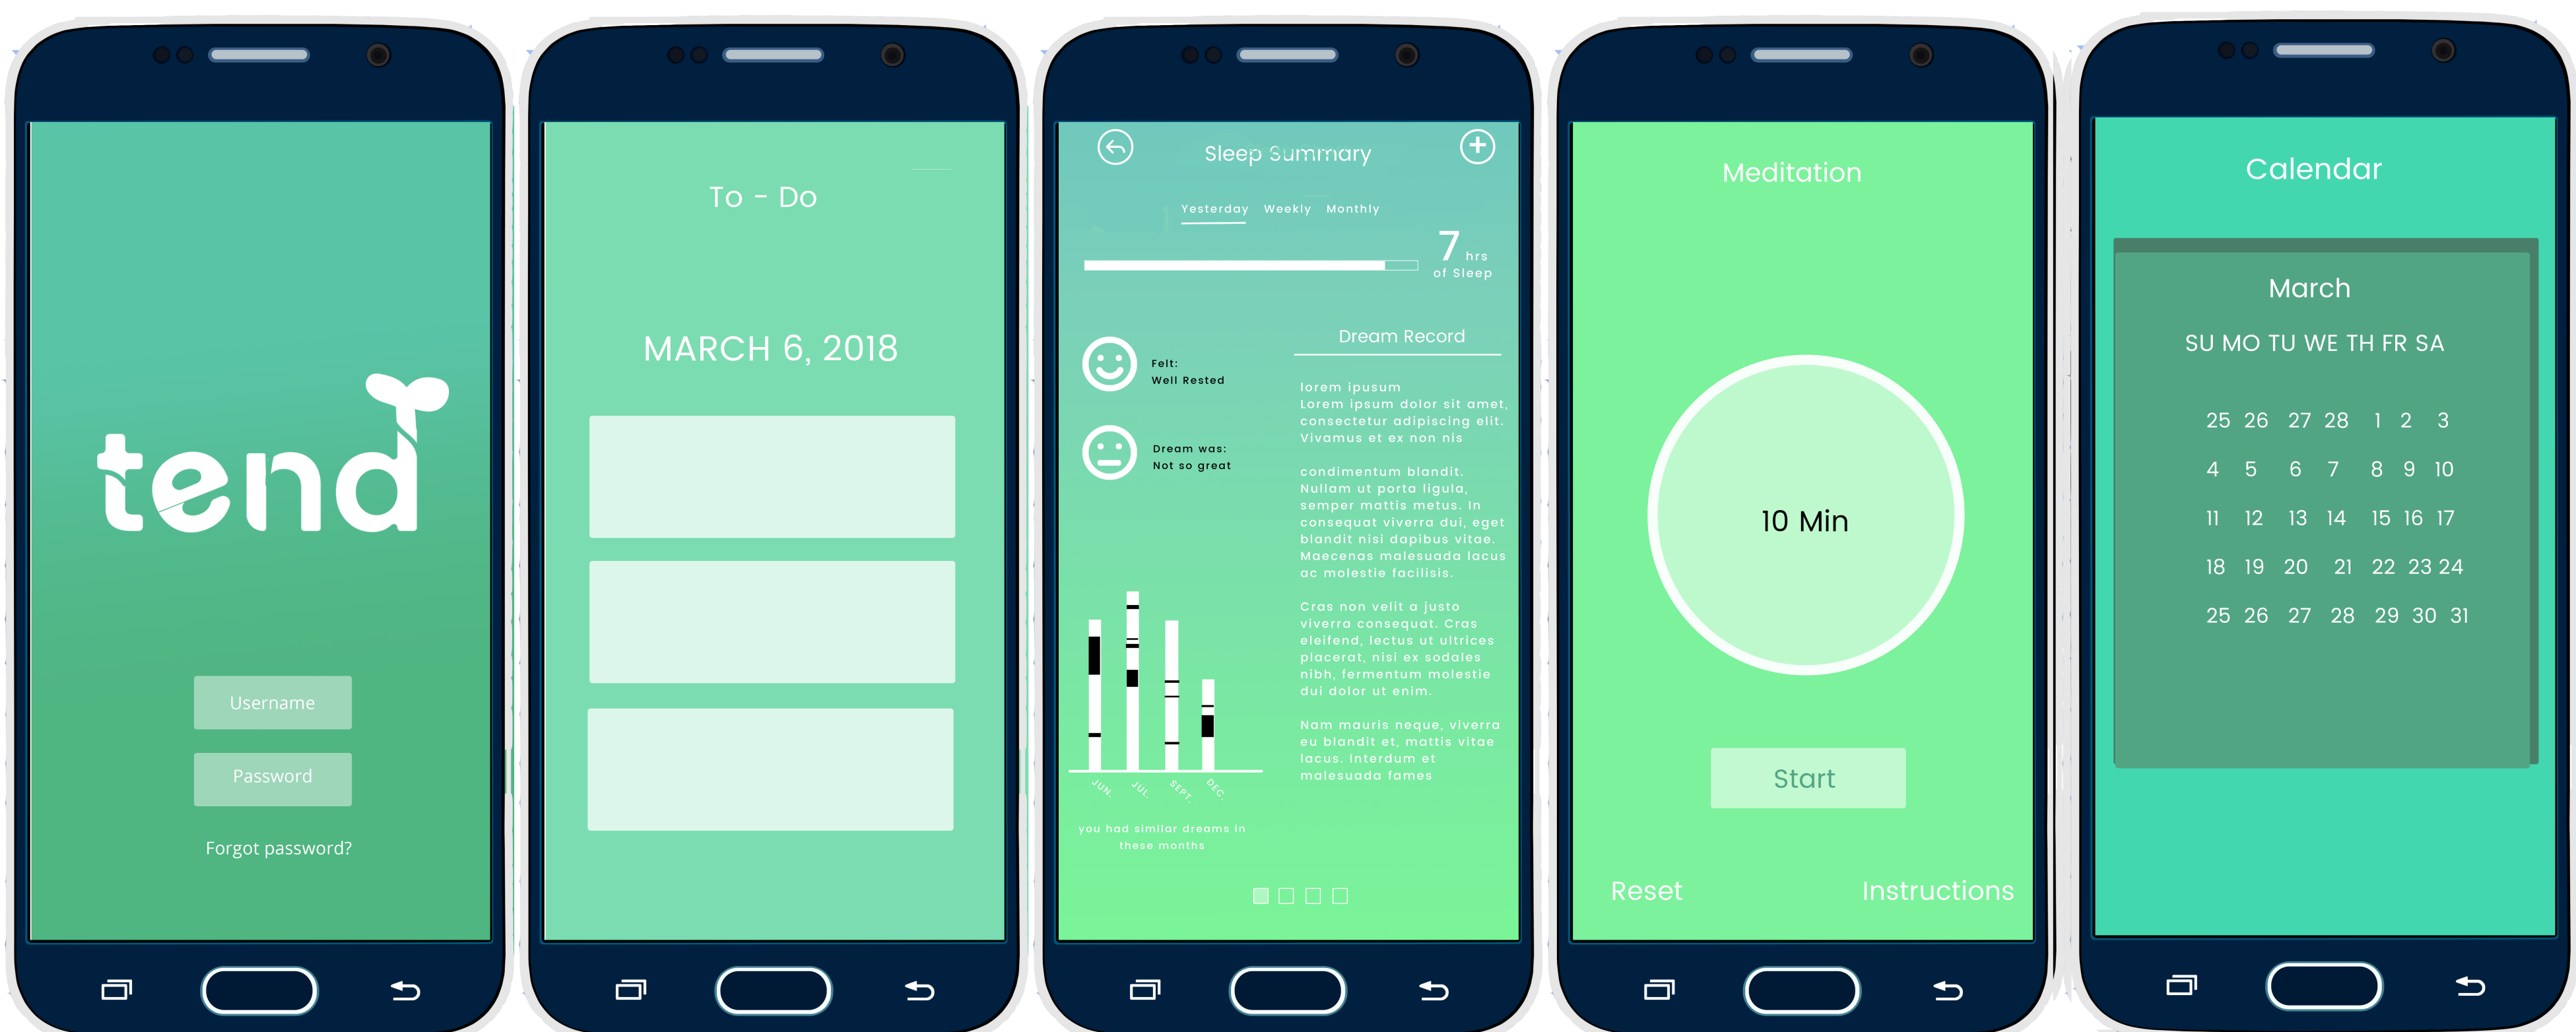 tend
Username
Password
Forgot password?
To - Do
MARCH 6, 2018
Sleep Summary
Yesterday Weekly Monthly
7 hrs
of Sleep
Felt:
Well Rested
Dream was:
Not so great
JUN. JUL. SEPT. DEC.
you had similar dreams in
these months
Dream Record
lorem ipusum
Lorem ipsum dolor sit amet,
consectetur adipiscing elit.
Vivamus et ex non nis
condimentum blandit.
Nullam ut porta ligula,
semper mattis metus. In
consequat viverra dui, eget
blandit nisi dapibus vitae.
Maecenas malesuada lacus
ac molestie facilisis.
Cras non velit a justo
viverra consequat. Cras
eleifend, lectus ut ultrices
placerat, nisi ex sodales
nibh, fermentum molestie
dui dolor ut enim.
Nam mauris neque, viverra
eu blandit et, mattis vitae
lacus. Interdum et
malesuada fames
Meditation
10 Min
Start
Reset Instructions
Calendar
March
SU MO TU WE TH FR SA
25 26 27 28 1 2 3
4 5 6 7 8 9 10
11 12 13 14 15 16 17
18 19 20 21 22 23 24
25 26 27 28 29 30 31